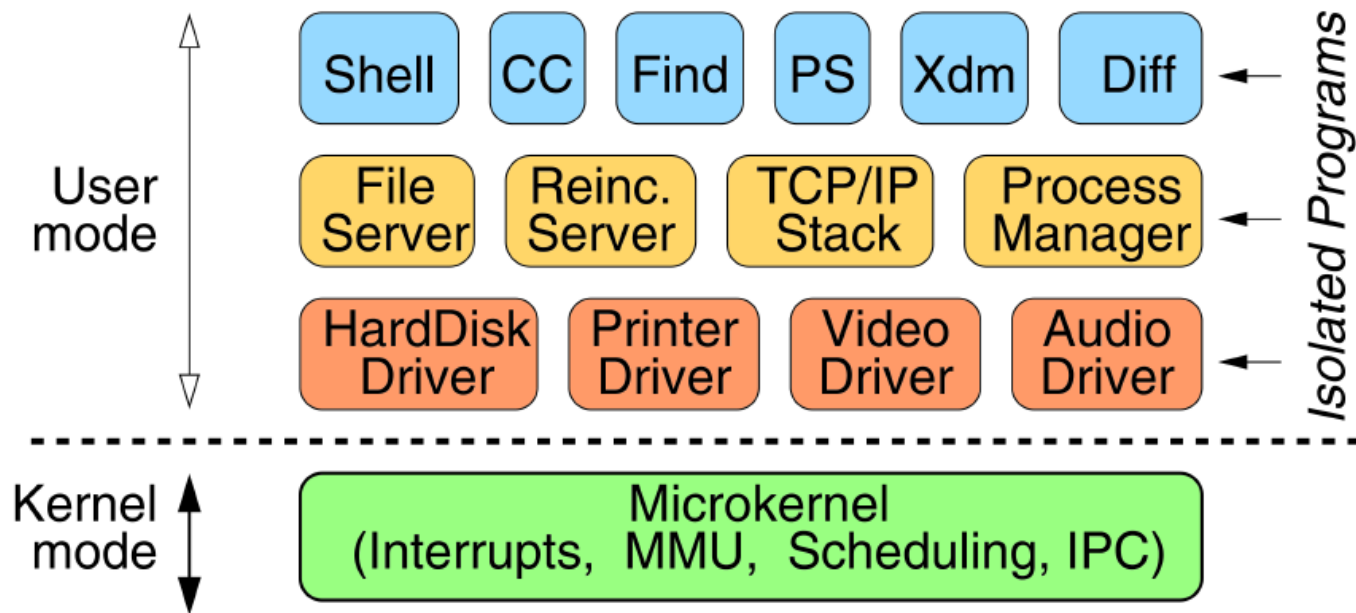 Shell
CC
Find
PS
Xdm
Diff
User
mode
File
Server
Reinc.
Server
TCP/IP
Stack
Process
Manager
HardDisk
Driver
Printer
Driver
Video
Driver
Audio
Driver
Isolated Programs
Kernel
mode
Microkernel
(Interrupts, MMU, Scheduling, IPC)